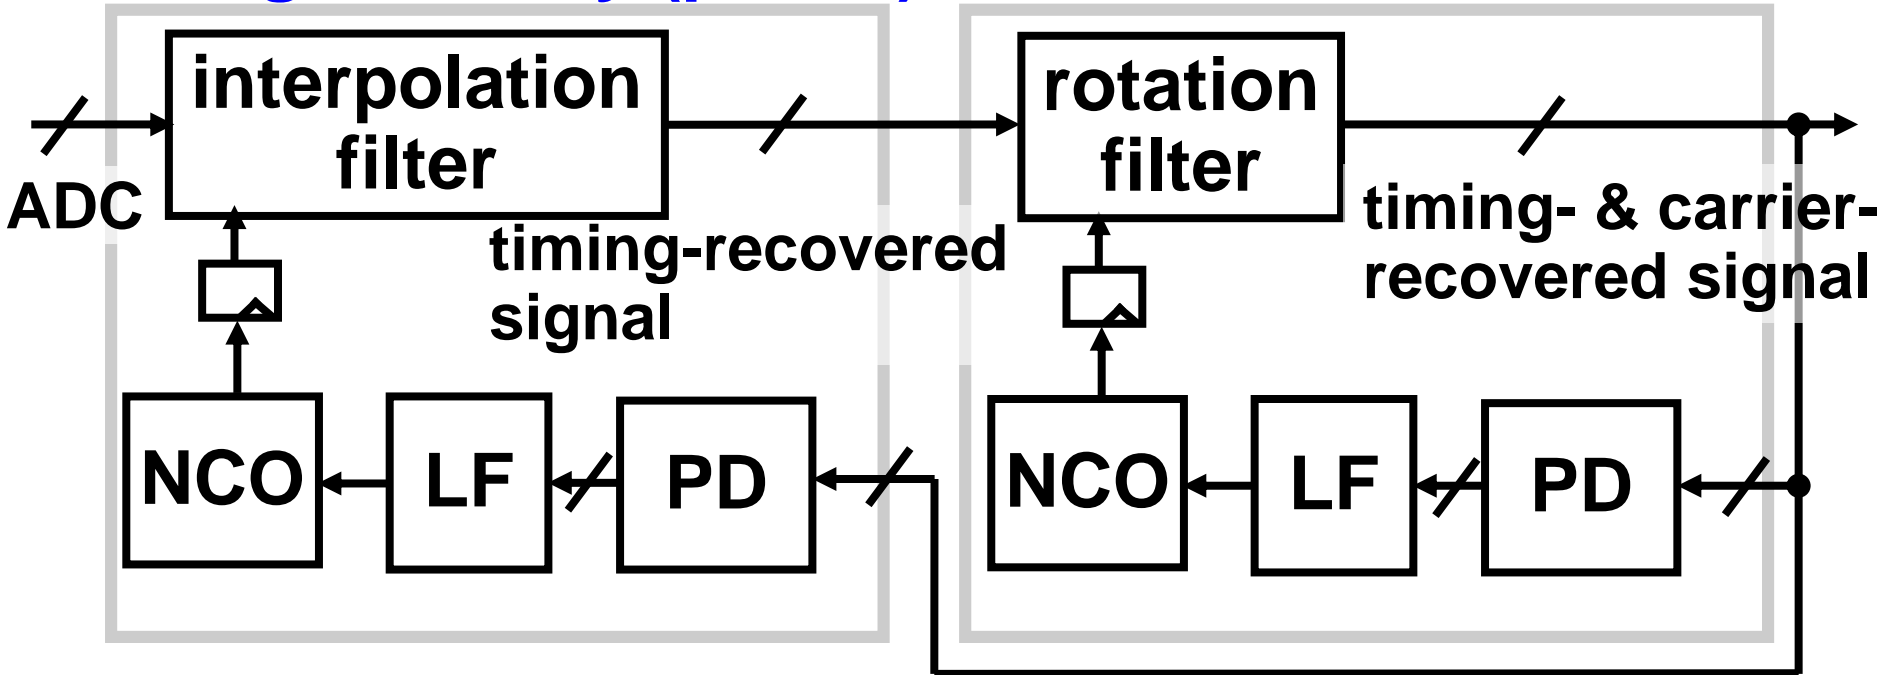 interpolation
filter
rotation
filter
ADC
timing-recovered
signal
timing- & carrier-
recovered signal
NCO
LF
PD
NCO
LF
PD